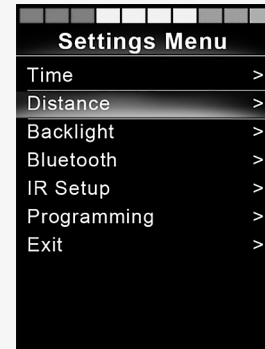 Settings Menu
Time >
Distance >
Backlight >
Bluetooth >
IR Setup >
Programming >
Exit >